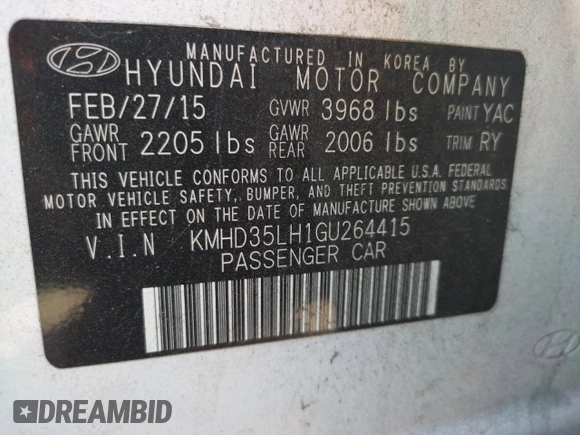 MANUFACTURED IN KOREA BY
HYUNDAI MOTOR COMPANY
FEB/27/15 GVWR 3968 lbs PAINT YAC
GAWR FRONT 2205 lbs GAWR REAR 2006 lbs TRIM RY
THIS VEHICLE CONFORMS TO ALL APPLICABLE U.S.A. FEDERAL
MOTOR VEHICLE SAFETY, BUMPER, AND THEFT PREVENTION STANDARDS
IN EFFECT ON THE DATE OF MANUFACTURE SHOWN ABOVE.
V.I.N KMHD35LH1GU264415
PASSENGER CAR
DREAMBID